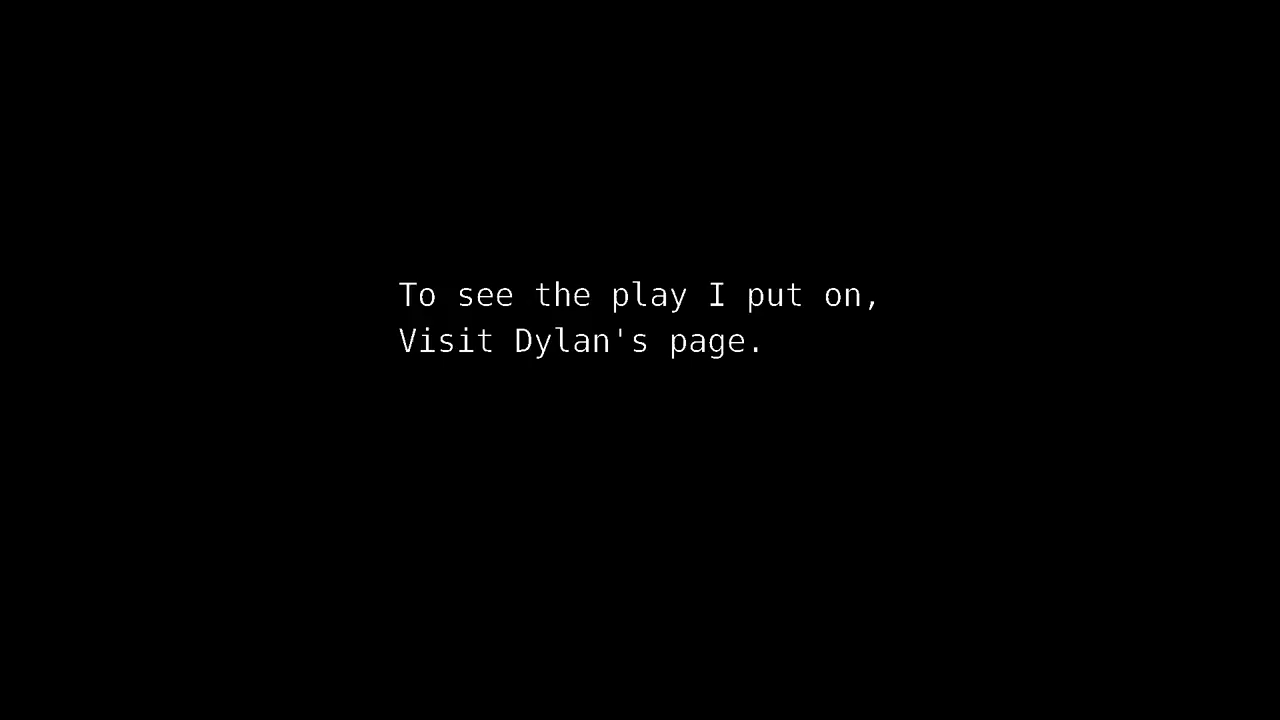 To see the play I put on,
Visit Dylan's page.